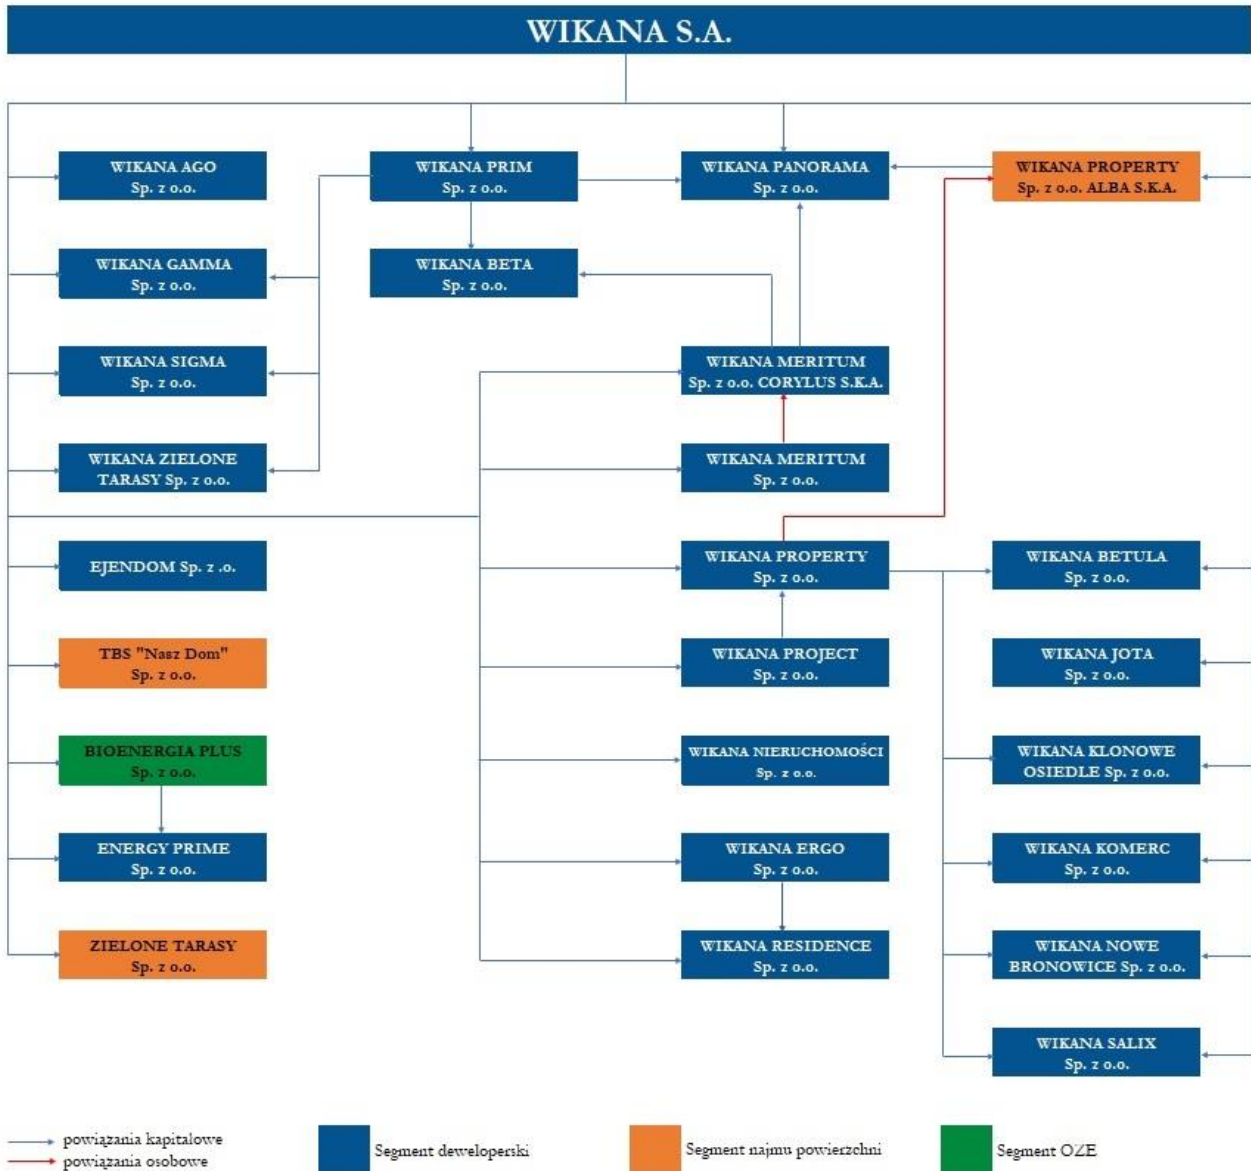 WIKANA S.A.
WIKANA AGO
Sp. z o.o.
WIKANA PRIM
Sp. z o.o.
WIKANA PANORAMA
Sp. z o.o.
WIKANA PROPERTY
Sp. z o.o. ALBA S.K.A.
WIKANA GAMMA
Sp. z o.o.
WIKANA BETA
Sp. z o.o.
WIKANA SIGMA
Sp. z o.o.
WIKANA MERITUM
Sp. z o.o. CORYLUS S.K.A.
WIKANA ZIELONE
TARASY Sp. z o.o.
WIKANA MERITUM
Sp. z o.o.
EJENDOM Sp. z .o.
WIKANA PROPERTY
Sp. z o.o.
WIKANA BETULA
Sp. z o.o.
TBS "Nasz Dom"
Sp. z o.o.
WIKANA PROJECT
Sp. z o.o.
WIKANA JOTA
Sp. z o.o.
BIOENERGIA PLUS
Sp. z o.o.
WIKANA NIERUCHOMOŚCI
Sp. z o.o.
WIKANA KLONOWE
OSIEDLE Sp. z o.o.
ENERGY PRIME
Sp. z o.o.
WIKANA ERGO
Sp. z o.o.
WIKANA KOMERC
Sp. z o.o.
ZIELONE TARASY
Sp. z o.o.
WIKANA RESIDENCE
Sp. z o.o.
WIKANA NOWE
BRONOWICE Sp. z o.o.
WIKANA SALIX
Sp. z o.o.
powiązania kapitałowe
powiązania osobowe
Segment deweloperski
Segment najmu powierzchni
Segment OZE